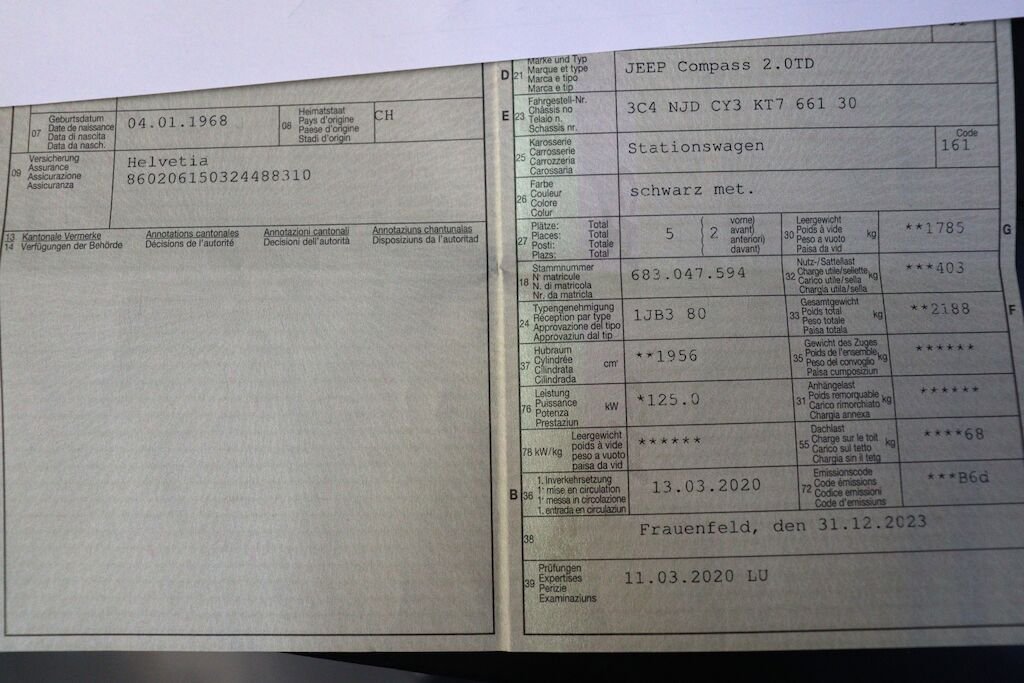 07 Geburtsdatum
Date de naissance
Data di nascita
Data da nasch.
04.01.1968
08 Heimatstaat
Pays d'origine
Paese d'origine
Stadi d'origin
CH
09 Versicherung
Assurance
Assicurazione
Assicuranza
Helvetia
860206150324488310
13 Kantonale Vermerke Annotations cantonales Annotazioni cantonali Annotaziuns chantunalas
14 Verfügungen der Behörde Décisions de l'autorité Decisioni dell'autorità Disposiziuns da l'autoritad
D 21 Marke und Typ
Marque et type
Marca e tipo
Marca e tip
JEEP Compass 2.0TD
E 23 Fahrgestell-Nr.
Châssis no
Telaio n.
Schassis nr.
3C4 NJD CY3 KT7 661 30
25 Karosserie
Carrosserie
Carrozzeria
Carossaria
Stationswagen
Code
161
26 Farbe
Couleur
Colore
Colur
schwarz met.
27 Plätze: Total
Places: Total
Posti: Totale
Plazs: Total
5
2
vorne)
avant)
anteriori)
davant)
30 Leergewicht
Poids à vide
Peso a vuoto
Paisa da vid
kg
**1785
G
18 Stammnummer
N° matricule
N. di matricola
Nr. da matricla
683.047.594
32 Nutz-/Sattellast
Charge utile/sellette
Carico utile/sella
Chargia utila/sella
kg
***403
24 Typengenehmigung
Réception par type
Approvazione del tipo
Approvaziun dal tip
1JB3 80
33 Gesamtgewicht
Poids total
Peso totale
Paisa totala
kg
**2188
F
37 Hubraum
Cylindrée
Cilindrata
Cilindrada
cm³
**1956
35 Gewicht des Zuges
Poids de l'ensemble
Peso del convoglio
Paisa cumposiziun
kg
******
76 Leistung
Puissance
Potenza
Prestaziun
kW
*125.0
31 Anhängelast
Poids remorquable
Carico rimorchiato
Chargia annexa
kg
******
78 kW/kg
Leergewicht
poids à vide
peso a vuoto
paisa da vid
******
55 Dachlast
Charge sur le toit
Carico sul tetto
Chargia sin il tetg
kg
****68
B 36 1. Inverkehrsetzung
1e mise en circulation
1a messa in circolazione
1. entrada en circulaziun
13.03.2020
72 Emissionscode
Code émissions
Codice emissioni
Code d'emissiuns
***B6d
38
Frauenfeld, den 31.12.2023
39 Prüfungen
Expertises
Perizie
Examinaziuns
11.03.2020 LU